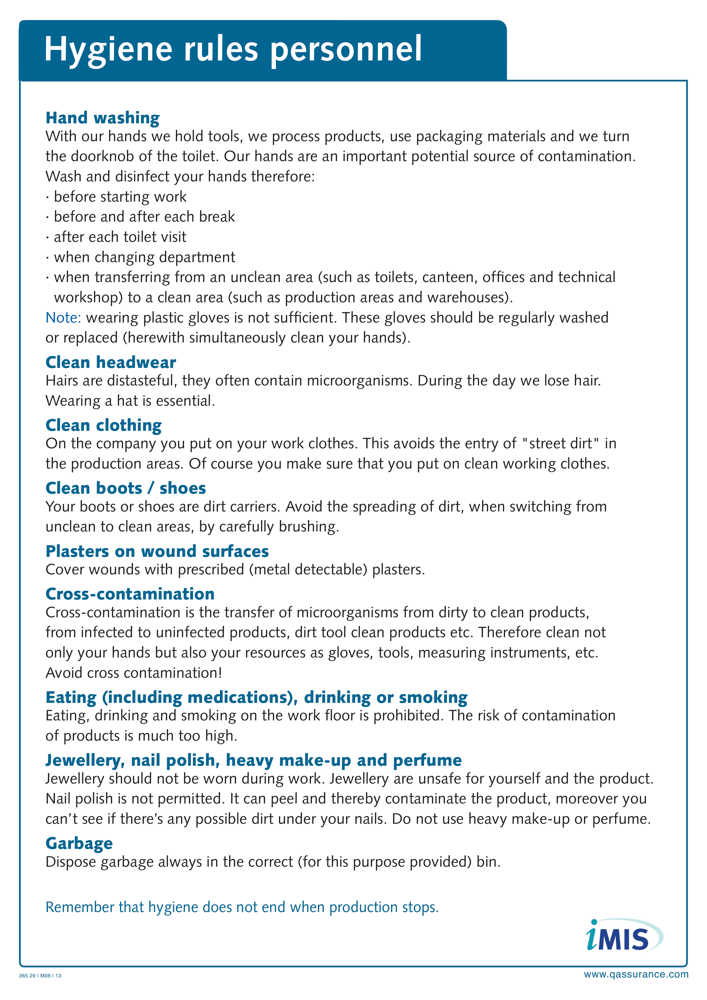 Hygiene rules personnel
Hand washing
With our hands we hold tools, we process products, use packaging materials and we turn
the doorknob of the toilet. Our hands are an important potential source of contamination.
Wash and disinfect your hands therefore:
· before starting work
· before and after each break
· after each toilet visit
· when changing department
· when transferring from an unclean area (such as toilets, canteen, offices and technical
workshop) to a clean area (such as production areas and warehouses).
Note: wearing plastic gloves is not sufficient. These gloves should be regularly washed
or replaced (herewith simultaneously clean your hands).
Clean headwear
Hairs are distasteful, they often contain microorganisms. During the day we lose hair.
Wearing a hat is essential.
Clean clothing
On the company you put on your work clothes. This avoids the entry of "street dirt" in
the production areas. Of course you make sure that you put on clean working clothes.
Clean boots / shoes
Your boots or shoes are dirt carriers. Avoid the spreading of dirt, when switching from
unclean to clean areas, by carefully brushing.
Plasters on wound surfaces
Cover wounds with prescribed (metal detectable) plasters.
Cross-contamination
Cross-contamination is the transfer of microorganisms from dirty to clean products,
from infected to uninfected products, dirt tool clean products etc. Therefore clean not
only your hands but also your resources as gloves, tools, measuring instruments, etc.
Avoid cross contamination!
Eating (including medications), drinking or smoking
Eating, drinking and smoking on the work floor is prohibited. The risk of contamination
of products is much too high.
Jewellery, nail polish, heavy make-up and perfume
Jewellery should not be worn during work. Jewellery are unsafe for yourself and the product.
Nail polish is not permitted. It can peel and thereby contaminate the product, moreover you
can't see if there's any possible dirt under your nails. Do not use heavy make-up or perfume.
Garbage
Dispose garbage always in the correct (for this purpose provided) bin.
Remember that hygiene does not end when production stops.
iMIS
365.29 | M06 | 13
www.qassurance.com